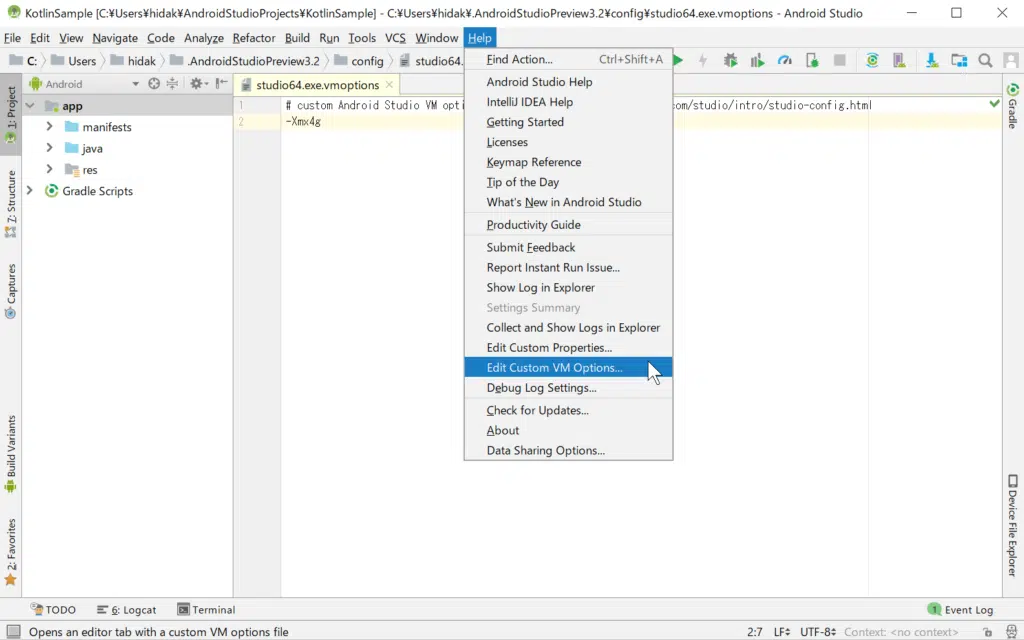 KotlinSample [C:¥Users¥hidak¥AndroidStudioProjects¥KotlinSample] - C:¥Users¥hidak¥.AndroidStudioPreview3.2¥config¥studio64.exe.vmoptions - Android Studio
File Edit View Navigate Code Analyze Refactor Build Run Tools VCS Window Help
C: Users hidak .AndroidStudioPreview3.2 config studio64.
Android
studio64.exe.vmoptions
1: Project
app
manifests
java
res
Gradle Scripts
7: Structure
Captures
Build Variants
2: Favorites
1 # custom Android Studio VM opti
com/studio/intro/studio-config.html
2 -Xmx4g
Find Action... Ctrl+Shift+A
Android Studio Help
IntelliJ IDEA Help
Getting Started
Licenses
Keymap Reference
Tip of the Day
What's New in Android Studio
Productivity Guide
Submit Feedback
Report Instant Run Issue...
Show Log in Explorer
Settings Summary
Collect and Show Logs in Explorer
Edit Custom Properties...
Edit Custom VM Options...
Debug Log Settings...
Check for Updates...
About
Data Sharing Options...
Gradle
Device File Explorer
TODO 6: Logcat Terminal 1 Event Log
Opens an editor tab with a custom VM options file 2:7 LF UTF-8 Context: <no context>